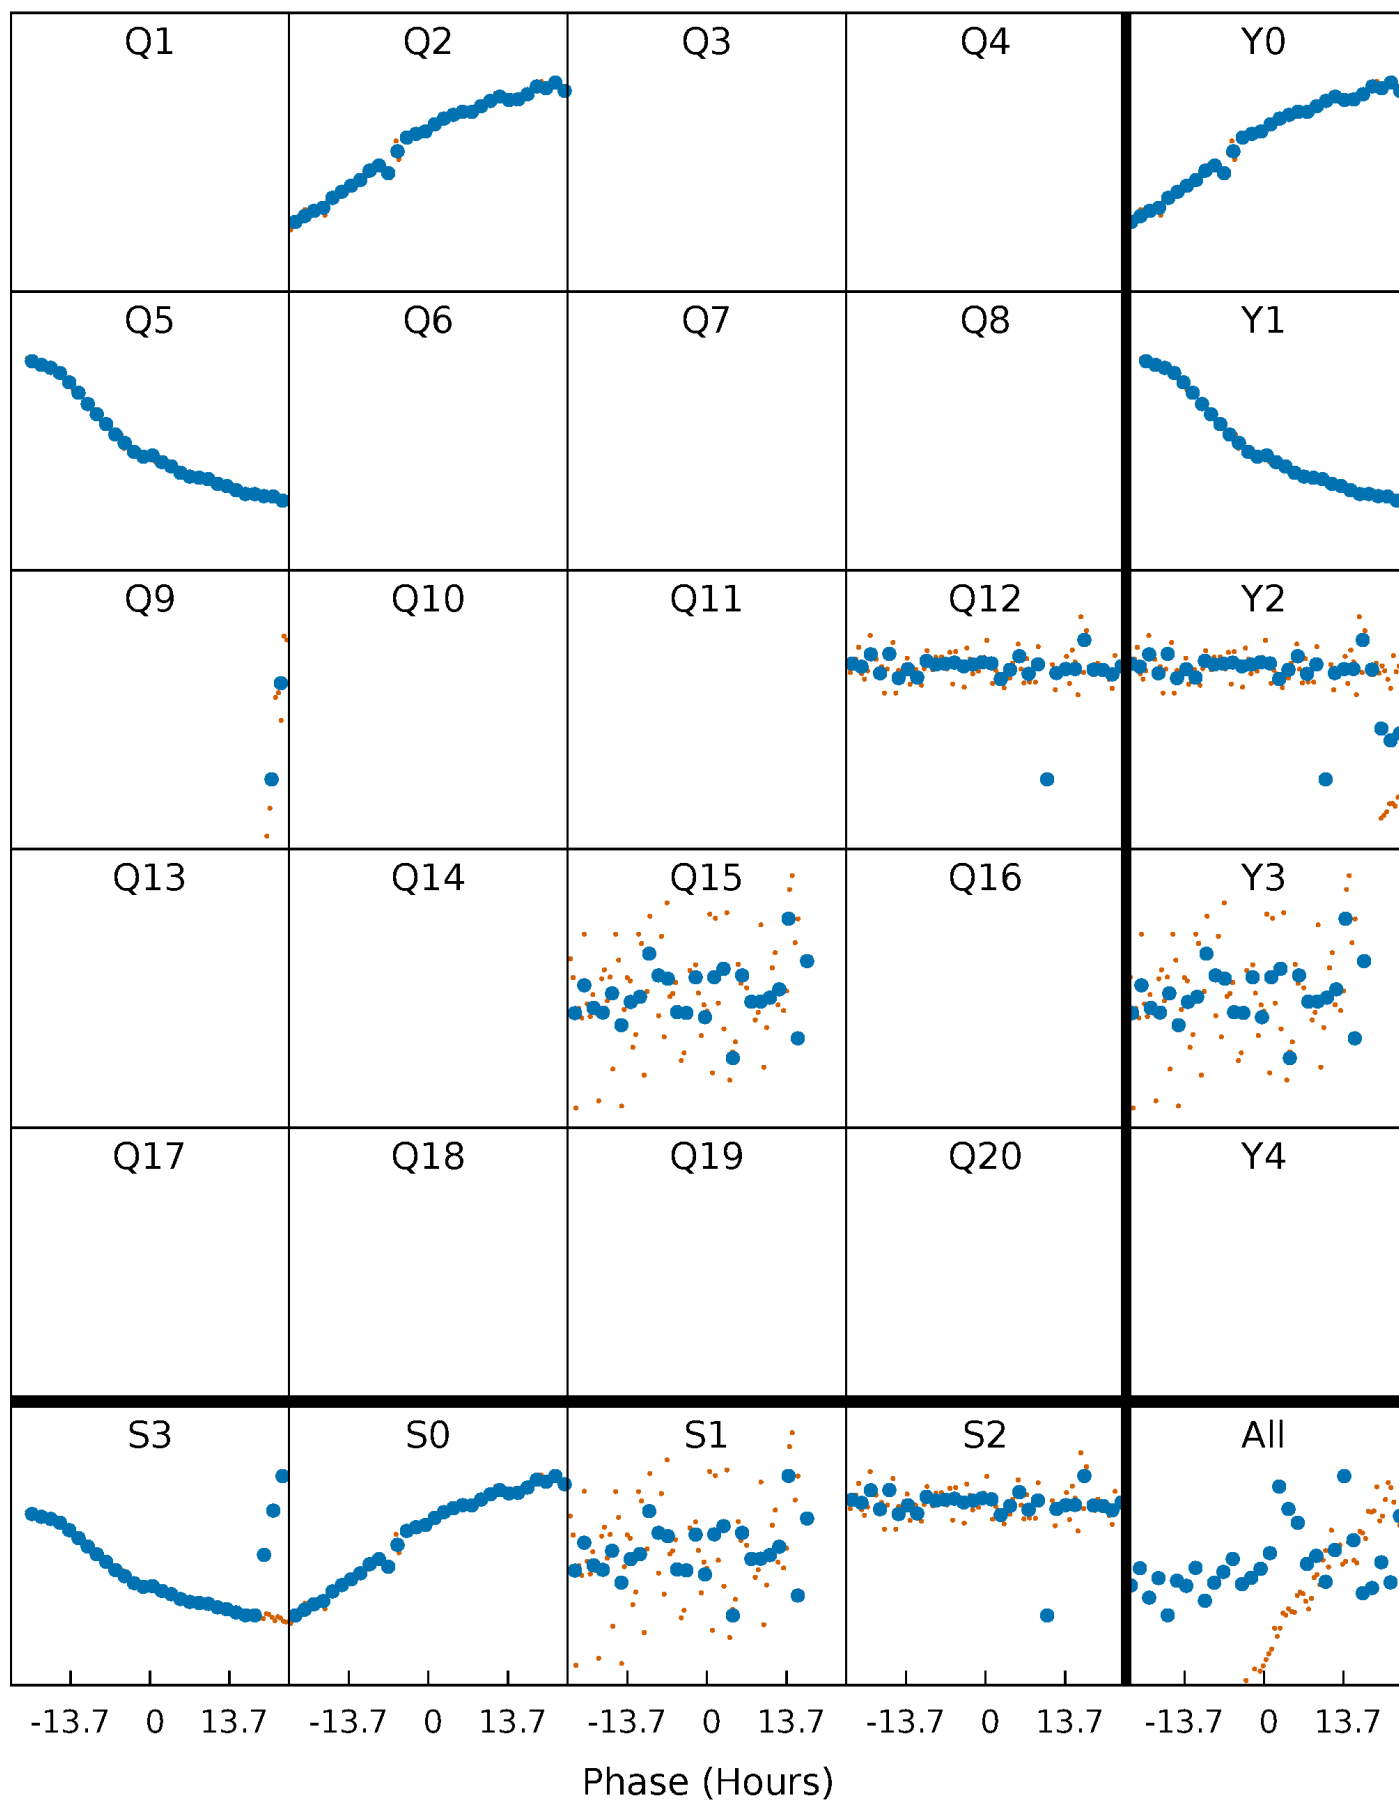 Q1 Q2 Q3 Q4 Y0
Q5 Q6 Q7 Q8 Y1
Q9 Q10 Q11 Q12 Y2
Q13 Q14 Q15 Q16 Y3
Q17 Q18 Q19 Q20 Y4
S3 S0 S1 S2 All
-13.7 0 13.7 -13.7 0 13.7 -13.7 0 13.7 -13.7 0 13.7 -13.7 0 13.7
Phase (Hours)